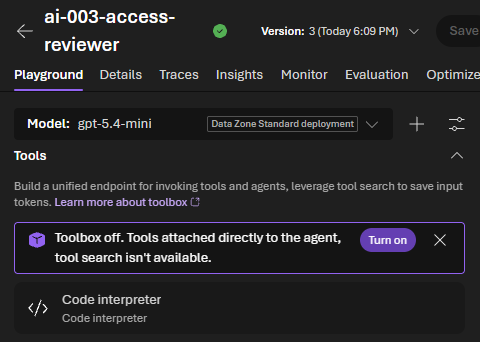 ai-003-access-
reviewer
Version: 3 (Today 6:09 PM)
Save
Playground Details Traces Insights Monitor Evaluation Optimize
Model: gpt-5.4-mini Data Zone Standard deployment
Tools
Build a unified endpoint for invoking tools and agents, leverage tool search to save input
tokens. Learn more about toolbox
Toolbox off. Tools attached directly to the agent,
tool search isn't available.
Turn on
Code interpreter
Code interpreter